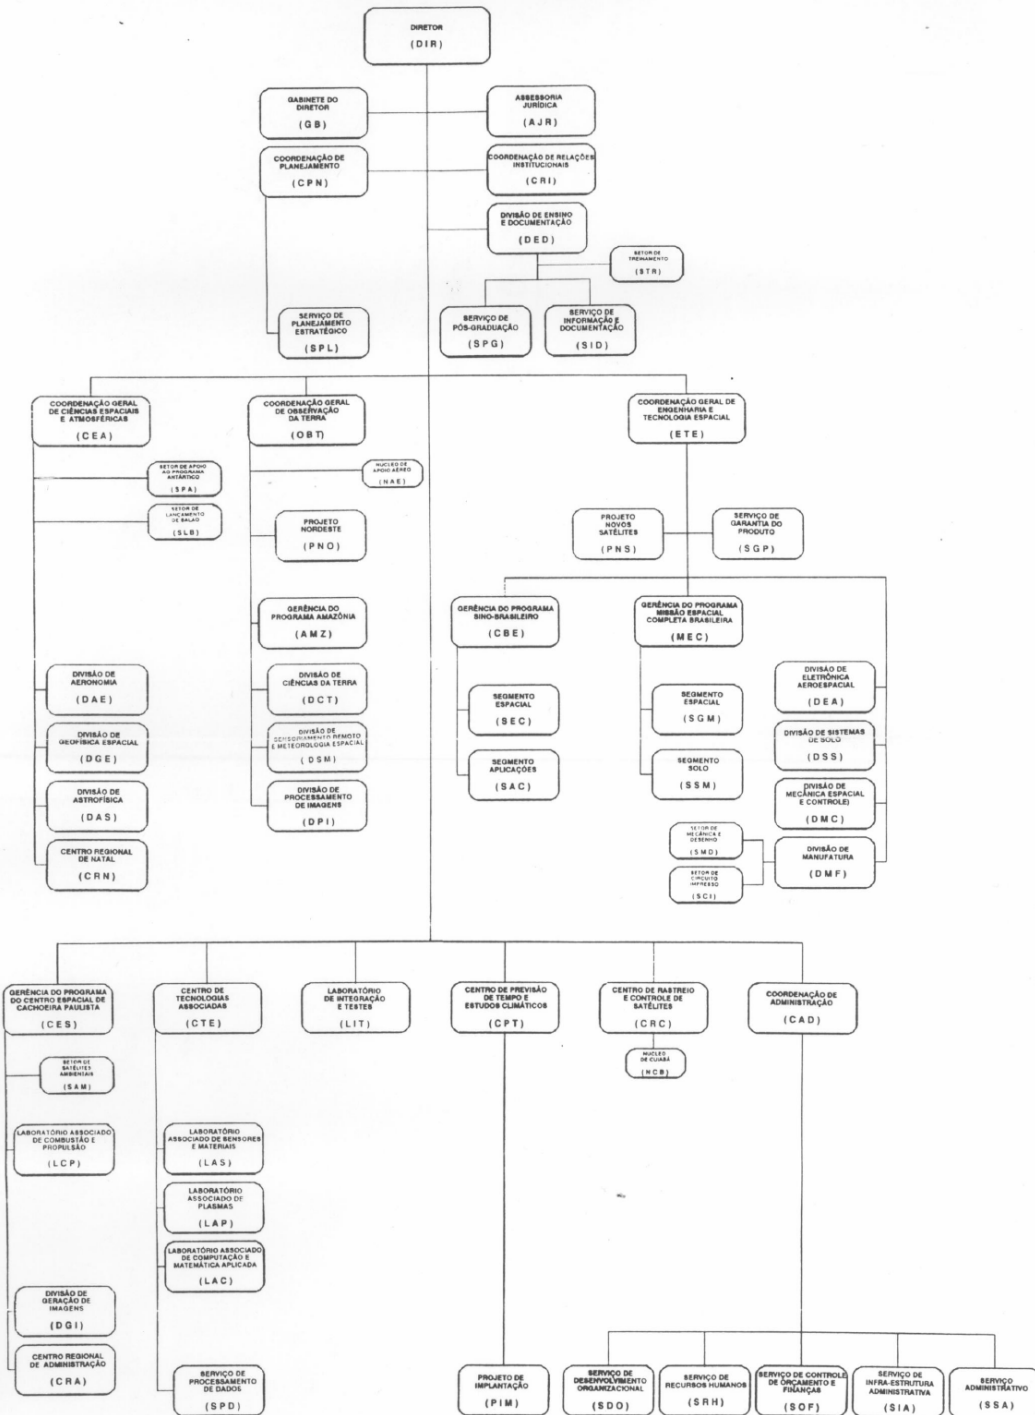 DIRETOR
(DIR)
GABINETE DO
DIRETOR
(GB)
ASSESSORIA
JURÍDICA
(AJR)
COORDENAÇÃO DE
PLANEJAMENTO
(CPN)
COORDENAÇÃO DE RELAÇÕES
INSTITUCIONAIS
(CRI)
DIVISÃO DE ENSINO
E DOCUMENTAÇÃO
(DED)
SETOR DE
TREINAMENTO
(STR)
SERVIÇO DE
PLANEJAMENTO
ESTRATÉGICO
(SPL)
SERVIÇO DE
PÓS-GRADUAÇÃO
(SPG)
SERVIÇO DE
INFORMAÇÃO E
DOCUMENTAÇÃO
(SID)
COORDENAÇÃO GERAL
DE CIÊNCIAS ESPACIAIS
E ATMOSFÉRICAS
(CEA)
COORDENAÇÃO GERAL
DE OBSERVAÇÃO
DA TERRA
(OBT)
COORDENAÇÃO GERAL DE
ENGENHARIA E
TECNOLOGIA ESPACIAL
(ETE)
SETOR DE APOIO
AO PROGRAMA
ANTÁRTICO
(SPA)
NUCLEO DE
APOIO AÉREO
(NAE)
SETOR DE
LANÇAMENTO
DE BALÃO
(SLB)
PROJETO
NORDESTE
(PNO)
PROJETO
NOVOS
SATÉLITES
(PNS)
SERVIÇO DE
GARANTIA DO
PRODUTO
(SGP)
GERÊNCIA DO
PROGRAMA AMAZÔNIA
(AMZ)
GERÊNCIA DO PROGRAMA
SINO-BRASILEIRO
(CBE)
GERÊNCIA DO PROGRAMA
MISSÃO ESPACIAL
COMPLETA BRASILEIRA
(MEC)
DIVISÃO DE
AERONOMIA
(DAE)
DIVISÃO DE
CIÊNCIAS DA TERRA
(DCT)
SEGMENTO
ESPACIAL
(SEC)
SEGMENTO
ESPACIAL
(SGM)
DIVISÃO DE
ELETRÔNICA
AEROESPACIAL
(DEA)
DIVISÃO DE
GEOFÍSICA ESPACIAL
(DGE)
DIVISÃO DE
SENSORIAMENTO REMOTO
E METEOROLOGIA ESPACIAL
(DSM)
SEGMENTO
APLICAÇÕES
(SAC)
SEGMENTO
SOLO
(SSM)
DIVISÃO DE SISTEMAS
DE SOLO
(DSS)
DIVISÃO DE
ASTROFÍSICA
(DAS)
DIVISÃO DE
PROCESSAMENTO
DE IMAGENS
(DPI)
(DIVISÃO DE
MECÂNICA ESPACIAL
E CONTROLE)
(DMC)
CENTRO REGIONAL
DE NATAL
(CRN)
SETOR DE
MECÂNICA E
DESENHO
(SMD)
DIVISÃO DE
MANUFATURA
(DMF)
SETOR DE
CIRCUITO
IMPRESSO
(SCI)
GERÊNCIA DO PROGRAMA
DO CENTRO ESPACIAL DE
CACHOEIRA PAULISTA
(CES)
CENTRO DE
TECNOLOGIAS
ASSOCIADAS
(CTE)
LABORATÓRIO
DE INTEGRAÇÃO
E TESTES
(LIT)
CENTRO DE PREVISÃO
DE TEMPO E
ESTUDOS CLIMÁTICOS
(CPT)
CENTRO DE RASTREIO
E CONTROLE DE
SATÉLITES
(CRC)
COORDENAÇÃO DE
ADMINISTRAÇÃO
(CAD)
SETOR DE
SATÉLITES
AMBIENTAIS
(SAM)
NUCLEO
DE CUIABÁ
(NCB)
LABORATÓRIO ASSOCIADO
DE COMBUSTÃO E
PROPULSÃO
(LCP)
LABORATÓRIO
ASSOCIADO DE SENSORES
E MATERIAIS
(LAS)
LABORATÓRIO
ASSOCIADO DE
PLASMAS
(LAP)
LABORATÓRIO ASSOCIADO
DE COMPUTAÇÃO E
MATEMÁTICA APLICADA
(LAC)
DIVISÃO DE
GERAÇÃO DE
IMAGENS
(DGI)
CENTRO REGIONAL
DE ADMINISTRAÇÃO
(CRA)
SERVIÇO DE
PROCESSAMENTO
DE DADOS
(SPD)
PROJETO DE
IMPLANTAÇÃO
(PIM)
SERVIÇO DE
DESENVOLVIMENTO
ORGANIZACIONAL
(SDO)
SERVIÇO DE
RECURSOS HUMANOS
(SRH)
SERVIÇO DE CONTROLE
DE ORÇAMENTO E
FINANÇAS
(SOF)
SERVIÇO DE
INFRA-ESTRUTURA
ADMINISTRATIVA
(SIA)
SERVIÇO
ADMINISTRATIVO
(SSA)